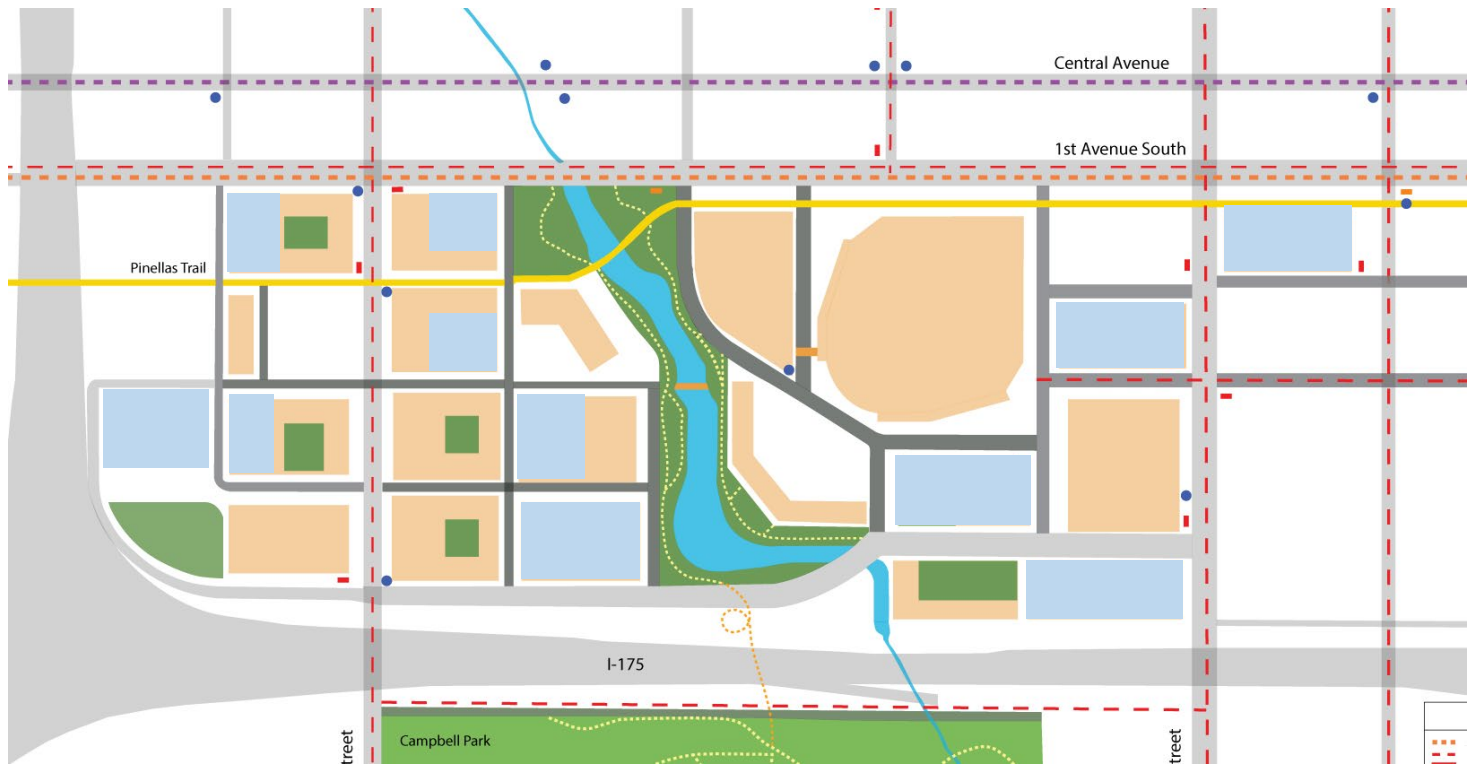 Central Avenue
1st Avenue South
Pinellas Trail
I-175
Campbell Park
treet
treet